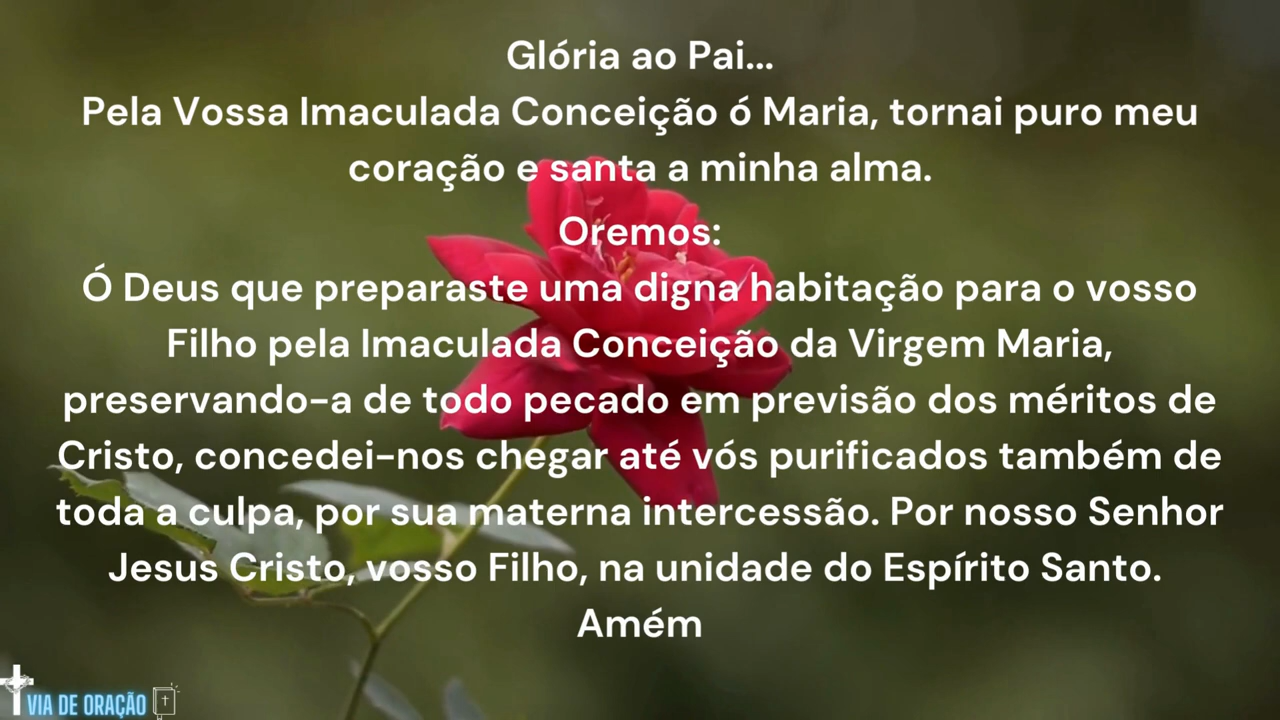 Glória ao Pai...
Pela Vossa Imaculada Conceição ó Maria, tornai puro meu
coração e santa a minha alma.
Oremos:
Ó Deus que preparaste uma digna habitação para o vosso
Filho pela Imaculada Conceição da Virgem Maria,
preservando-a de todo pecado em previsão dos méritos de
Cristo, concedei-nos chegar até vós purificados também de
toda a culpa, por sua materna intercessão. Por nosso Senhor
Jesus Cristo, vosso Filho, na unidade do Espírito Santo.
Amém
VIA DE ORAÇÃO